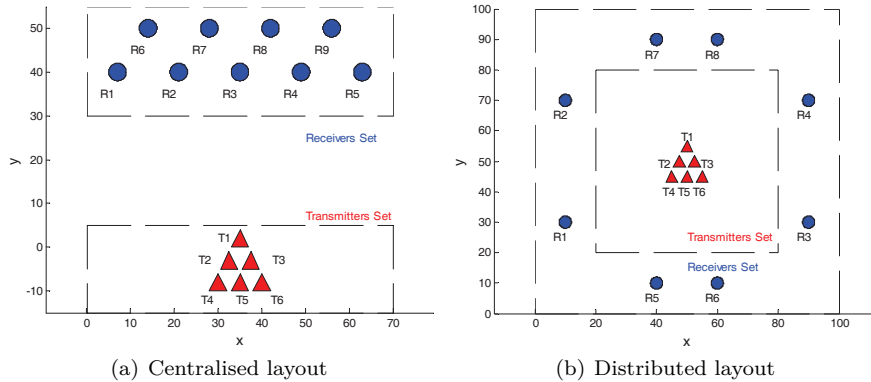 50
R6 R7 R8 R9
40
R1 R2 R3 R4 R5
30
Receivers Set
y
20
10
Transmitters Set
T1
0
T2 T3
-10
T4 T5 T6
0 10 20 30 40 50 60 70
x
(a) Centralised layout
100
90
R7 R8
80
70
R2 R4
60
T1
y
50
T2 T3
40
T4 T5 T6
30
R1 R3
Transmitters Set
20
Receivers Set
10
R5 R6
0
0 20 40 60 80 100
x
(b) Distributed layout